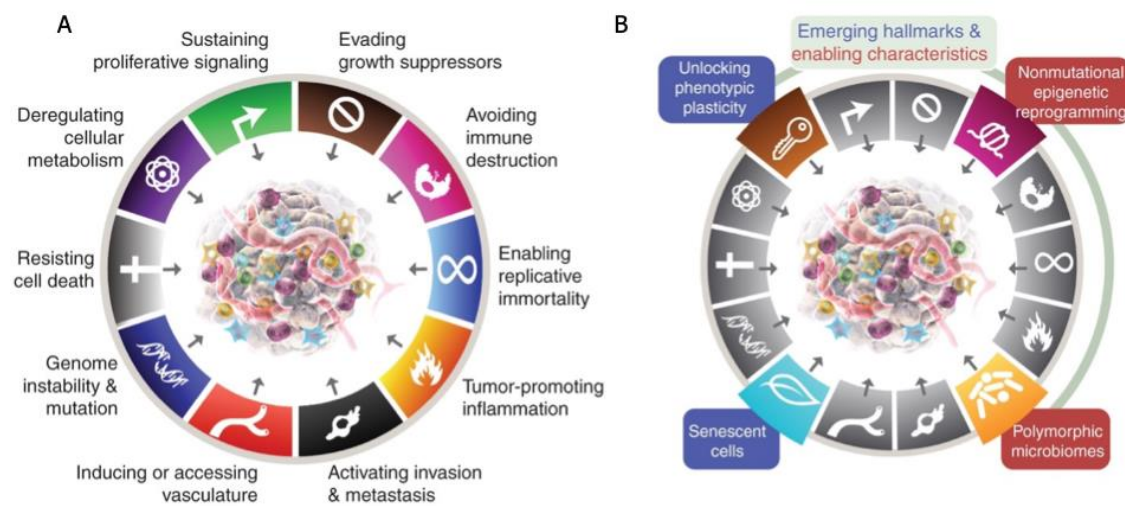 A
Sustaining
proliferative signaling
Evading
growth suppressors
Deregulating
cellular
metabolism
Avoiding
immune
destruction
Resisting
cell death
Enabling
replicative
immortality
Genome
instability &
mutation
Tumor-promoting
inflammation
Inducing or accessing
vasculature
Activating invasion
& metastasis
B
Emerging hallmarks &
enabling characteristics
Unlocking
phenotypic
plasticity
Nonmutational
epigenetic
reprogramming
Senescent
cells
Polymorphic
microbiomes